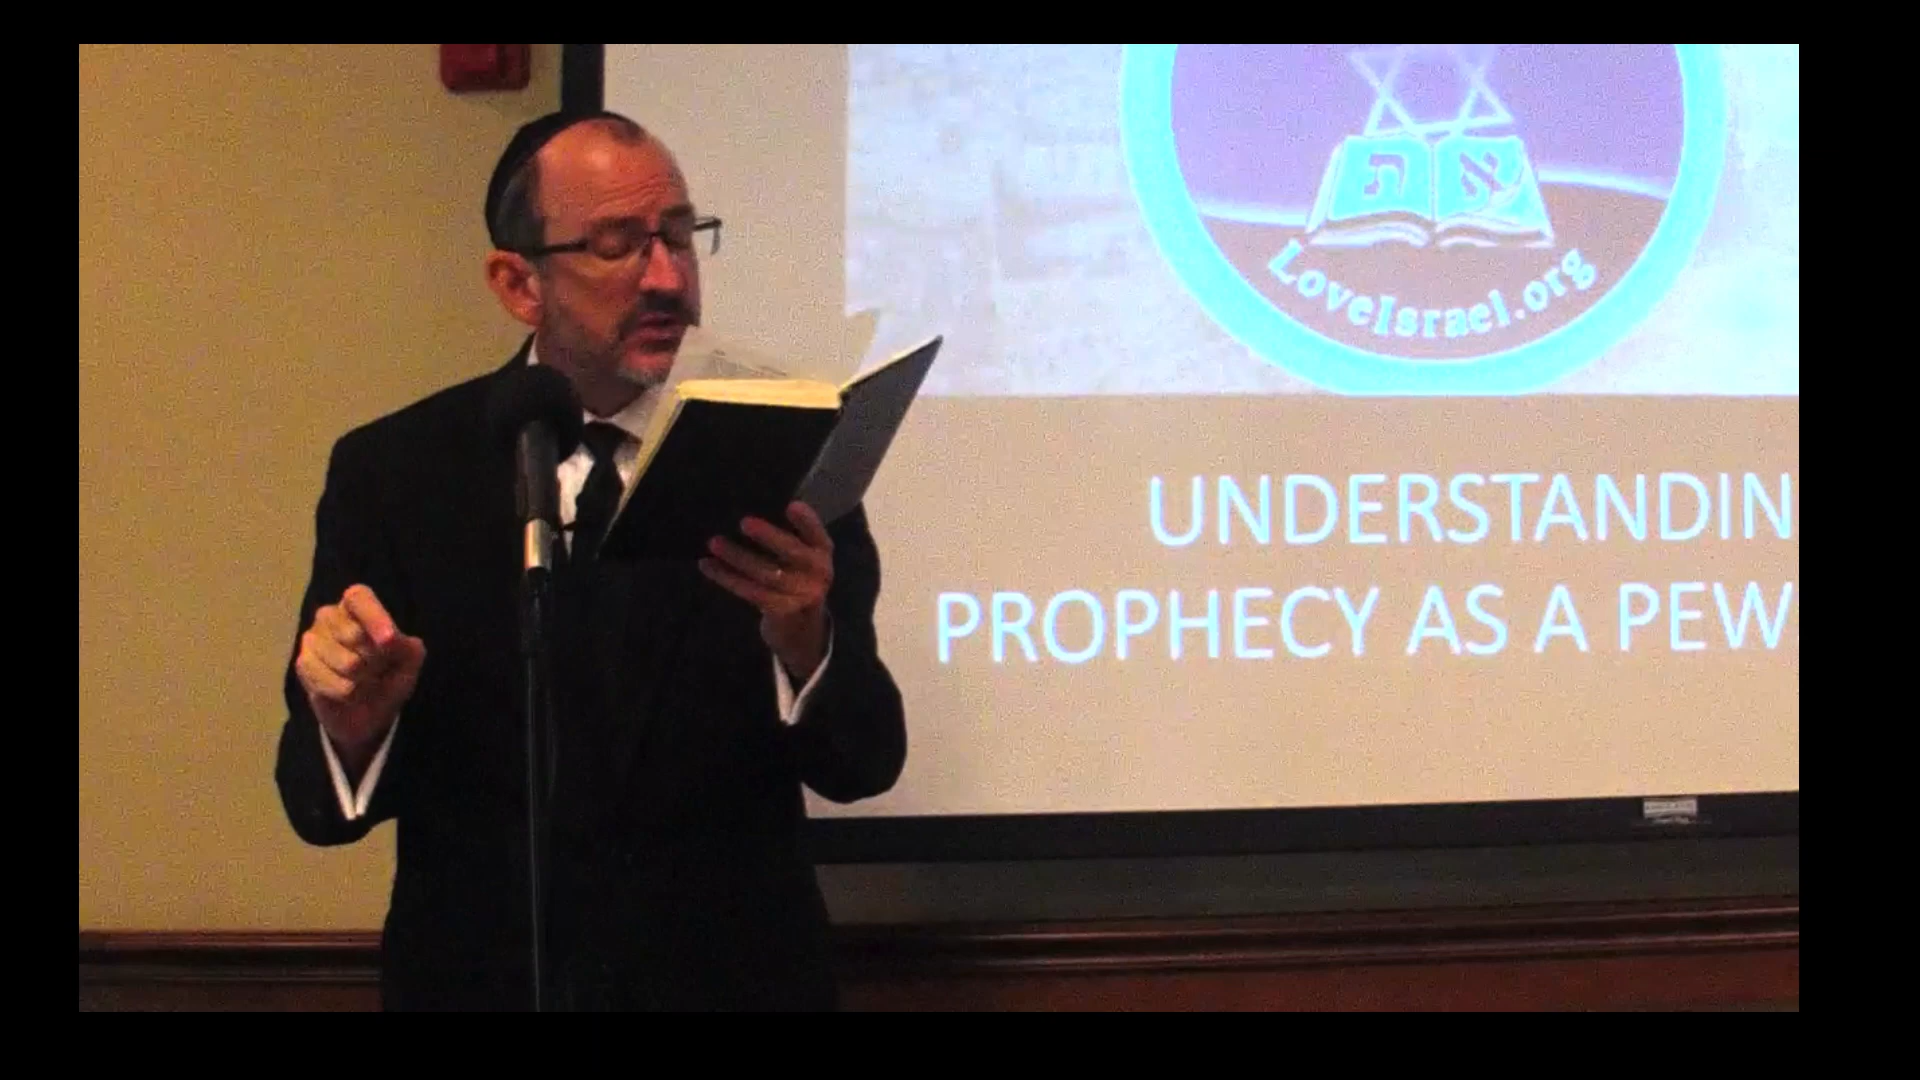 ת א
LoveIsrael.org
UNDERSTANDIN
PROPHECY AS A PEW